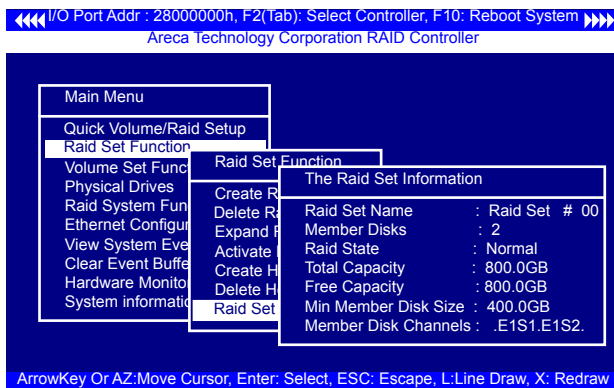 I/O Port Addr : 28000000h, F2(Tab): Select Controller, F10: Reboot System
Areca Technology Corporation RAID Controller
Main Menu
Quick Volume/Raid Setup
Raid Set Function
Volume Set Func
Physical Drives
Raid System Fun
Ethernet Configur
View System Eve
Clear Event Buffe
Hardware Monito
System informatio
Raid Set Function
Create R
Delete Ra
Expand
Activate
Create H
Delete H
Raid Set
The Raid Set Information
Raid Set Name : Raid Set # 00
Member Disks : 2
Raid State : Normal
Total Capacity : 800.0GB
Free Capacity : 800.0GB
Min Member Disk Size : 400.0GB
Member Disk Channels : .E1S1.E1S2.
ArrowKey Or AZ:Move Cursor, Enter: Select, ESC: Escape, L:Line Draw, X: Redraw